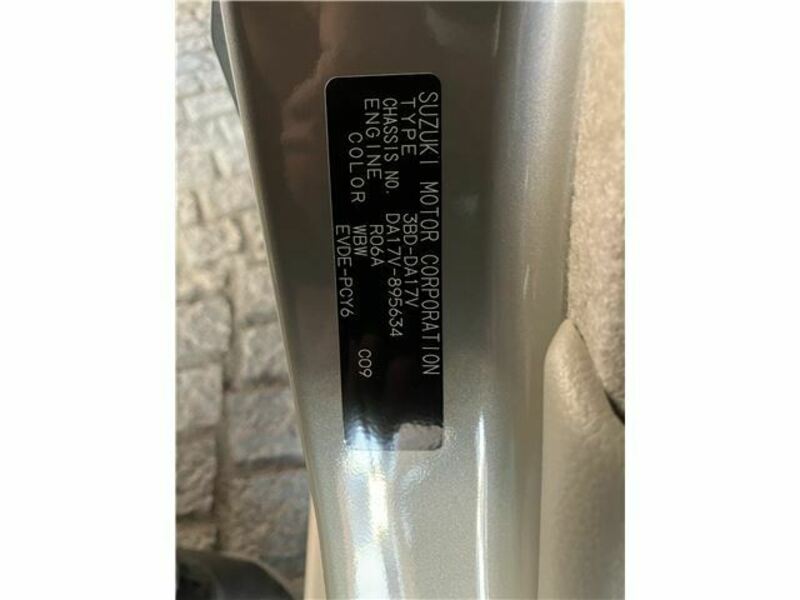 SUZUKI MOTOR CORPORATION
TYPE 3BD-DA17V
CHASSIS NO. DA17V-895634
ENGINE R06A
COLOR WBW C09
EVDE-PCY6